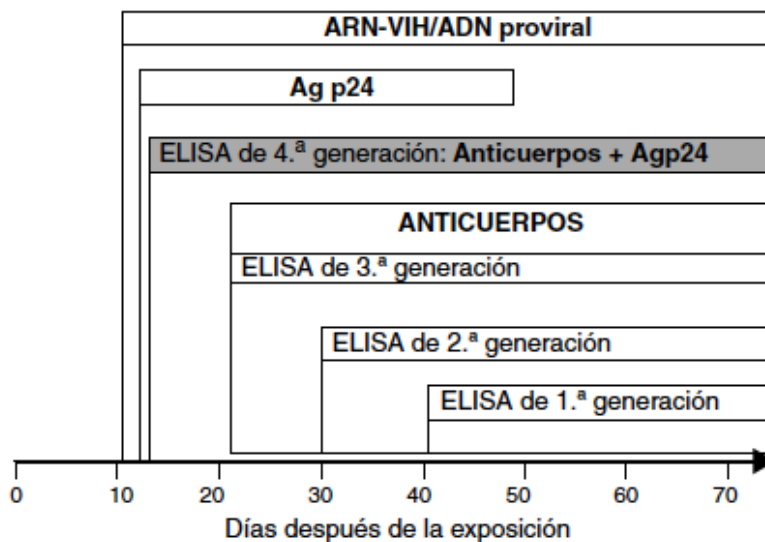 ARN-VIH/ADN proviral
Ag p24
ELISA de 4.ª generación: Anticuerpos + Agp24
ANTICUERPOS
ELISA de 3.ª generación
ELISA de 2.ª generación
ELISA de 1.ª generación
0 10 20 30 40 50 60 70
Días después de la exposición